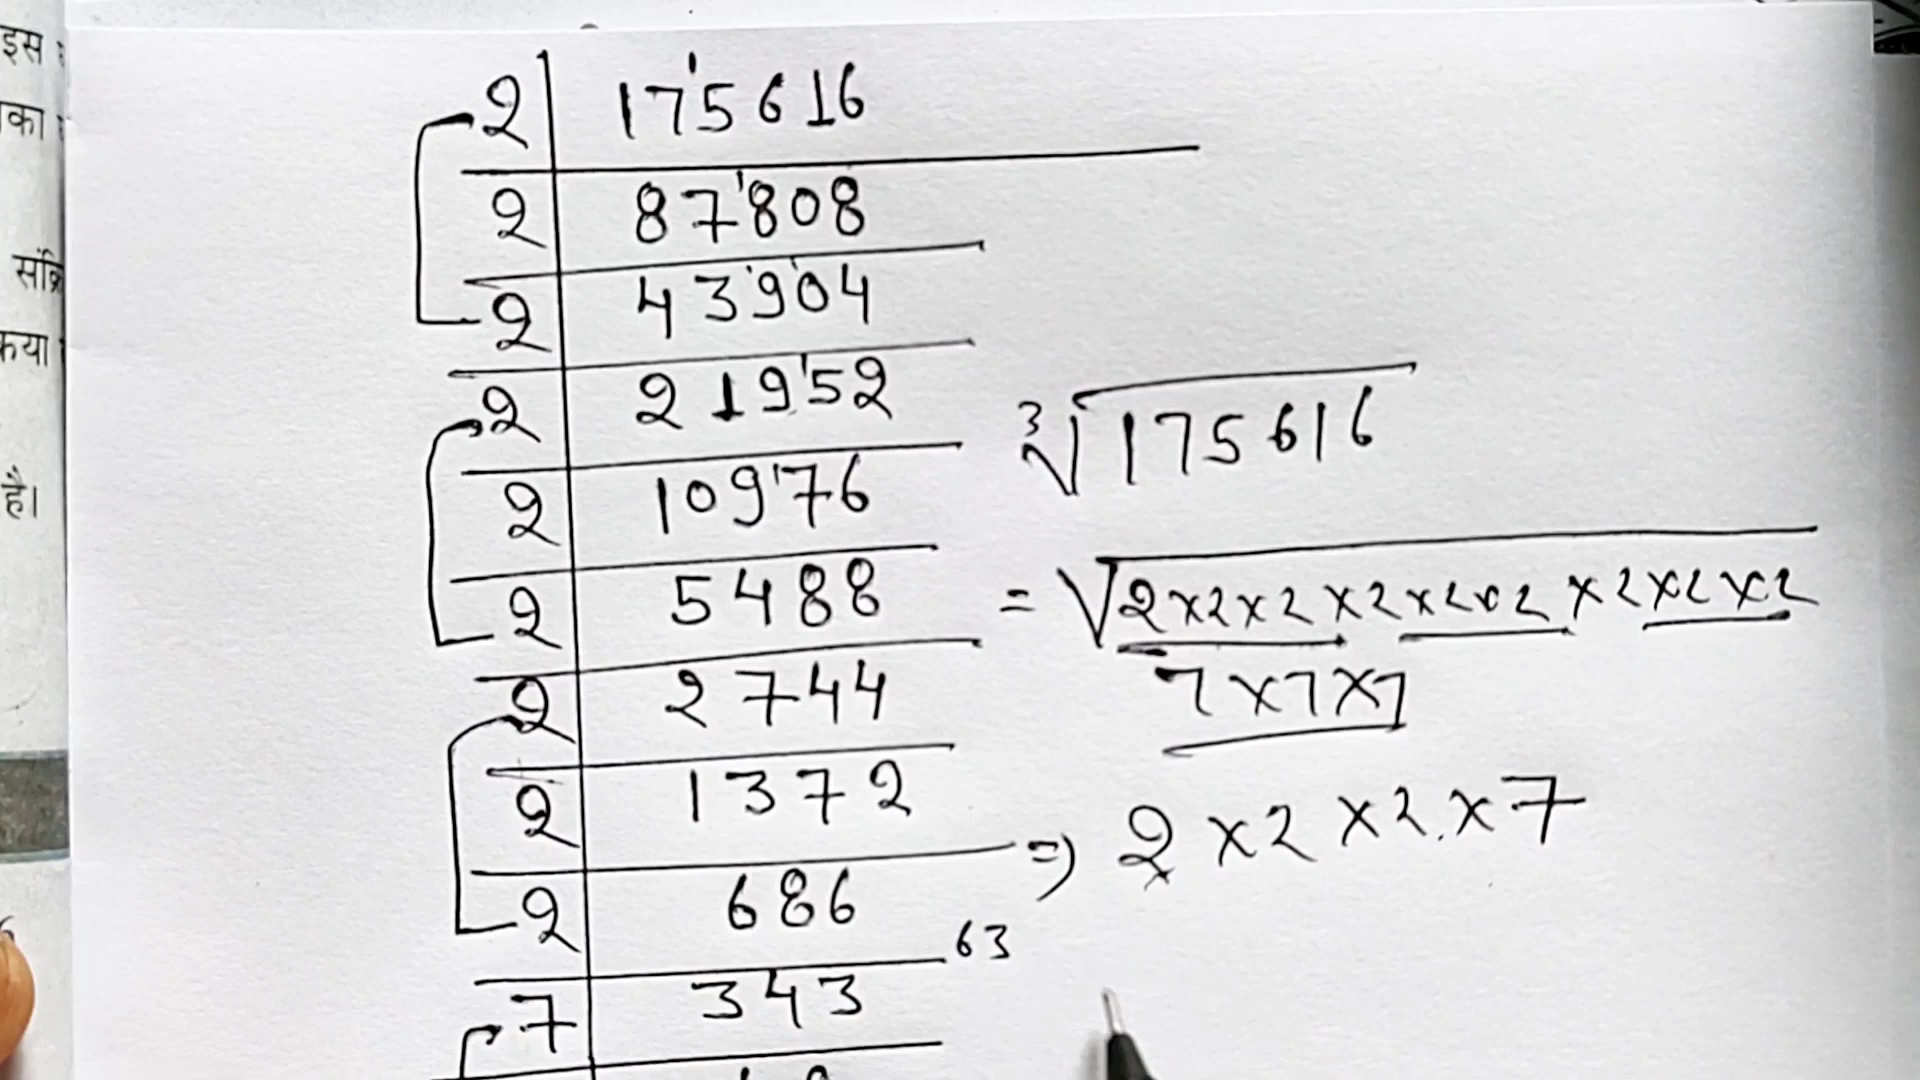 इस
का
संक्रि
कया
है।
2 | 175616
2 | 87808
2 | 43904
2 | 21952
2 | 10976
2 | 5488
2 | 2744
2 | 1372
2 | 686
7 | 343
63
∛175616
= √2×2×2×2×2×2×2×2×2
7×7×7
⇒ 2×2×2×7